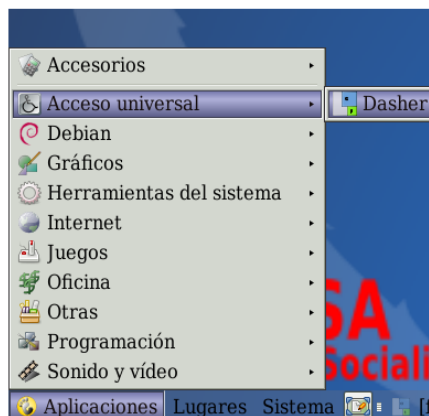 Accesorios
Acceso universal
Dasher
Debian
Gráficos
Herramientas del sistema
Internet
Juegos
Oficina
Otras
Programación
Sonido y vídeo
SA
Sociali
Aplicaciones Lugares Sistema [f